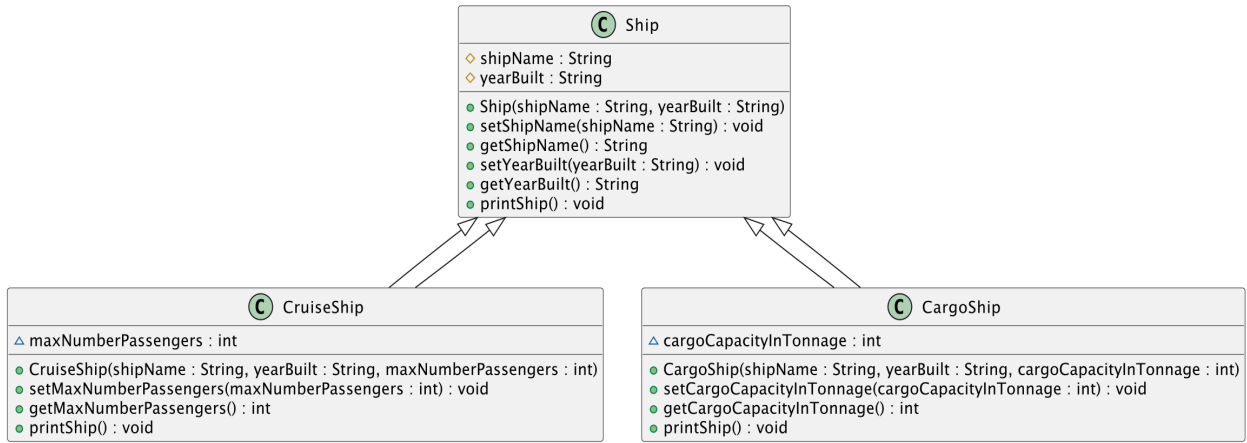 C Ship
shipName : String
yearBuilt : String
Ship(shipName : String, yearBuilt : String)
setShipName(shipName : String) : void
getShipName() : String
setYearBuilt(yearBuilt : String) : void
getYearBuilt() : String
printShip() : void
C CruiseShip
maxNumberPassengers : int
CruiseShip(shipName : String, yearBuilt : String, maxNumberPassengers : int)
setMaxNumberPassengers(maxNumberPassengers : int) : void
getMaxNumberPassengers() : int
printShip() : void
C CargoShip
cargoCapacityInTonnage : int
CargoShip(shipName : String, yearBuilt : String, cargoCapacityInTonnage : int)
setCargoCapacityInTonnage(cargoCapacityInTonnage : int) : void
getCargoCapacityInTonnage() : int
printShip() : void